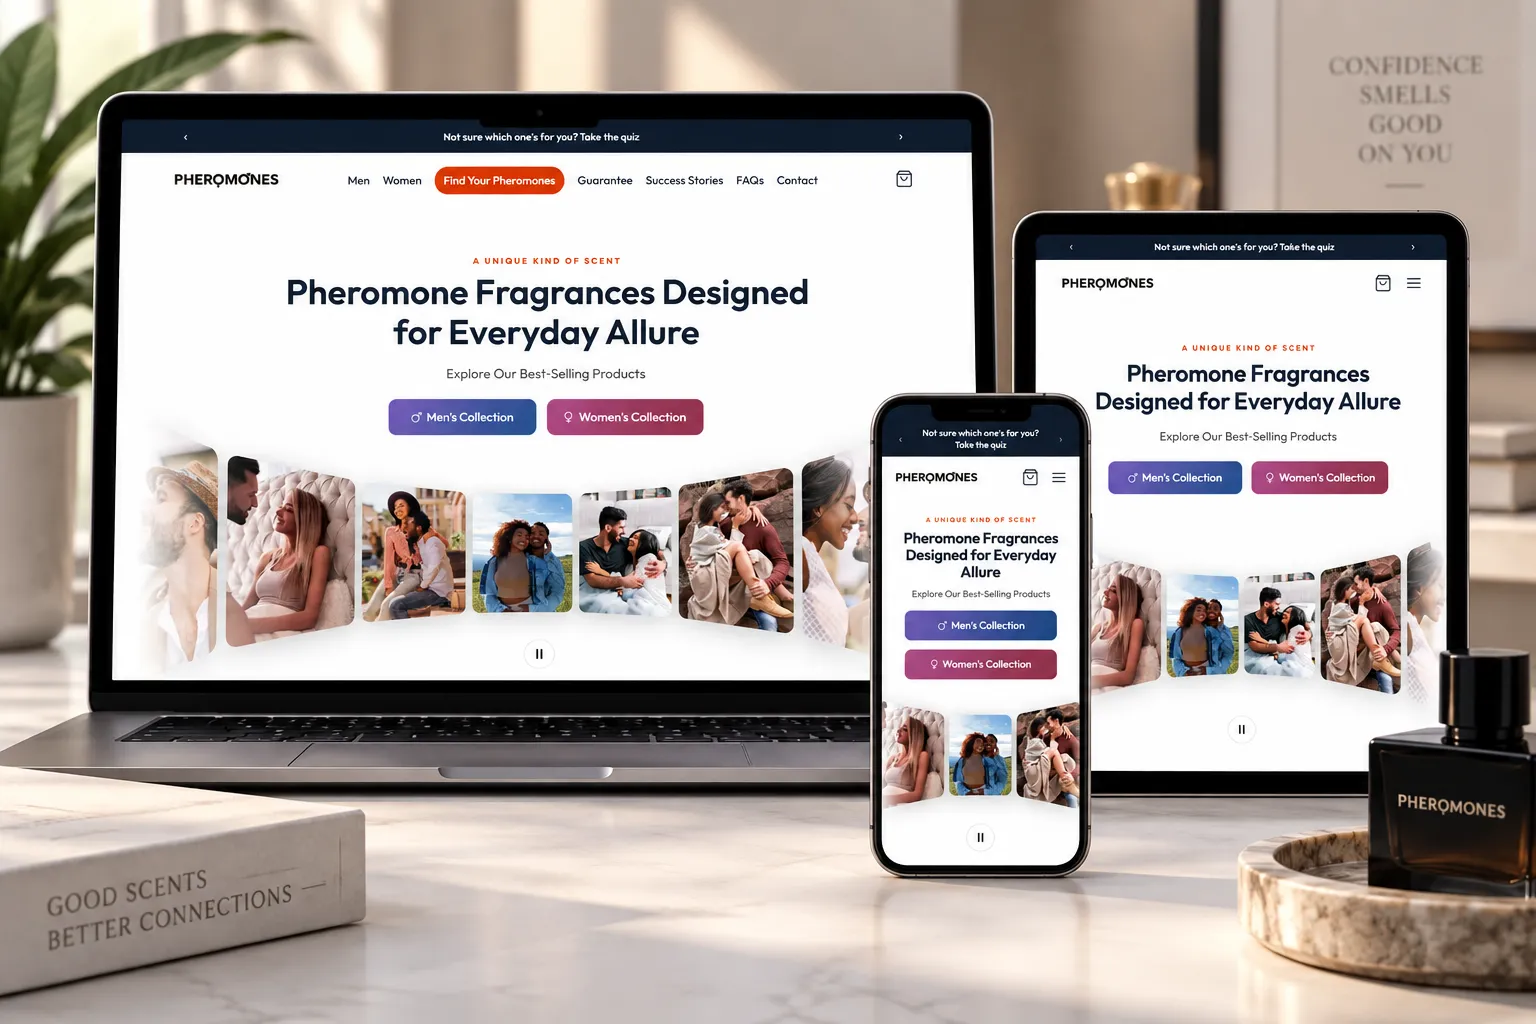 CONFIDENCE
SMELLS
GOOD
ON YOU
Not sure which one's for you? Take the quiz
PHEROMONES
Men Women Find Your Pheromones Guarantee Success Stories FAQs Contact
A UNIQUE KIND OF SCENT
Pheromone Fragrances Designed
for Everyday Allure
Explore Our Best-Selling Products
Men's Collection Women's Collection
Not sure which one's for you? Take the quiz
PHEROMONES
A UNIQUE KIND OF SCENT
Pheromone Fragrances
Designed for Everyday Allure
Explore Our Best-Selling Products
Men's Collection Women's Collection
Not sure which one's for you?
Take the quiz
PHEROMONES
A UNIQUE KIND OF SCENT
Pheromone Fragrances
Designed for Everyday
Allure
Explore Our Best-Selling Products
Men's Collection
Women's Collection
PHEROMONES
GOOD SCENTS
BETTER CONNECTIONS